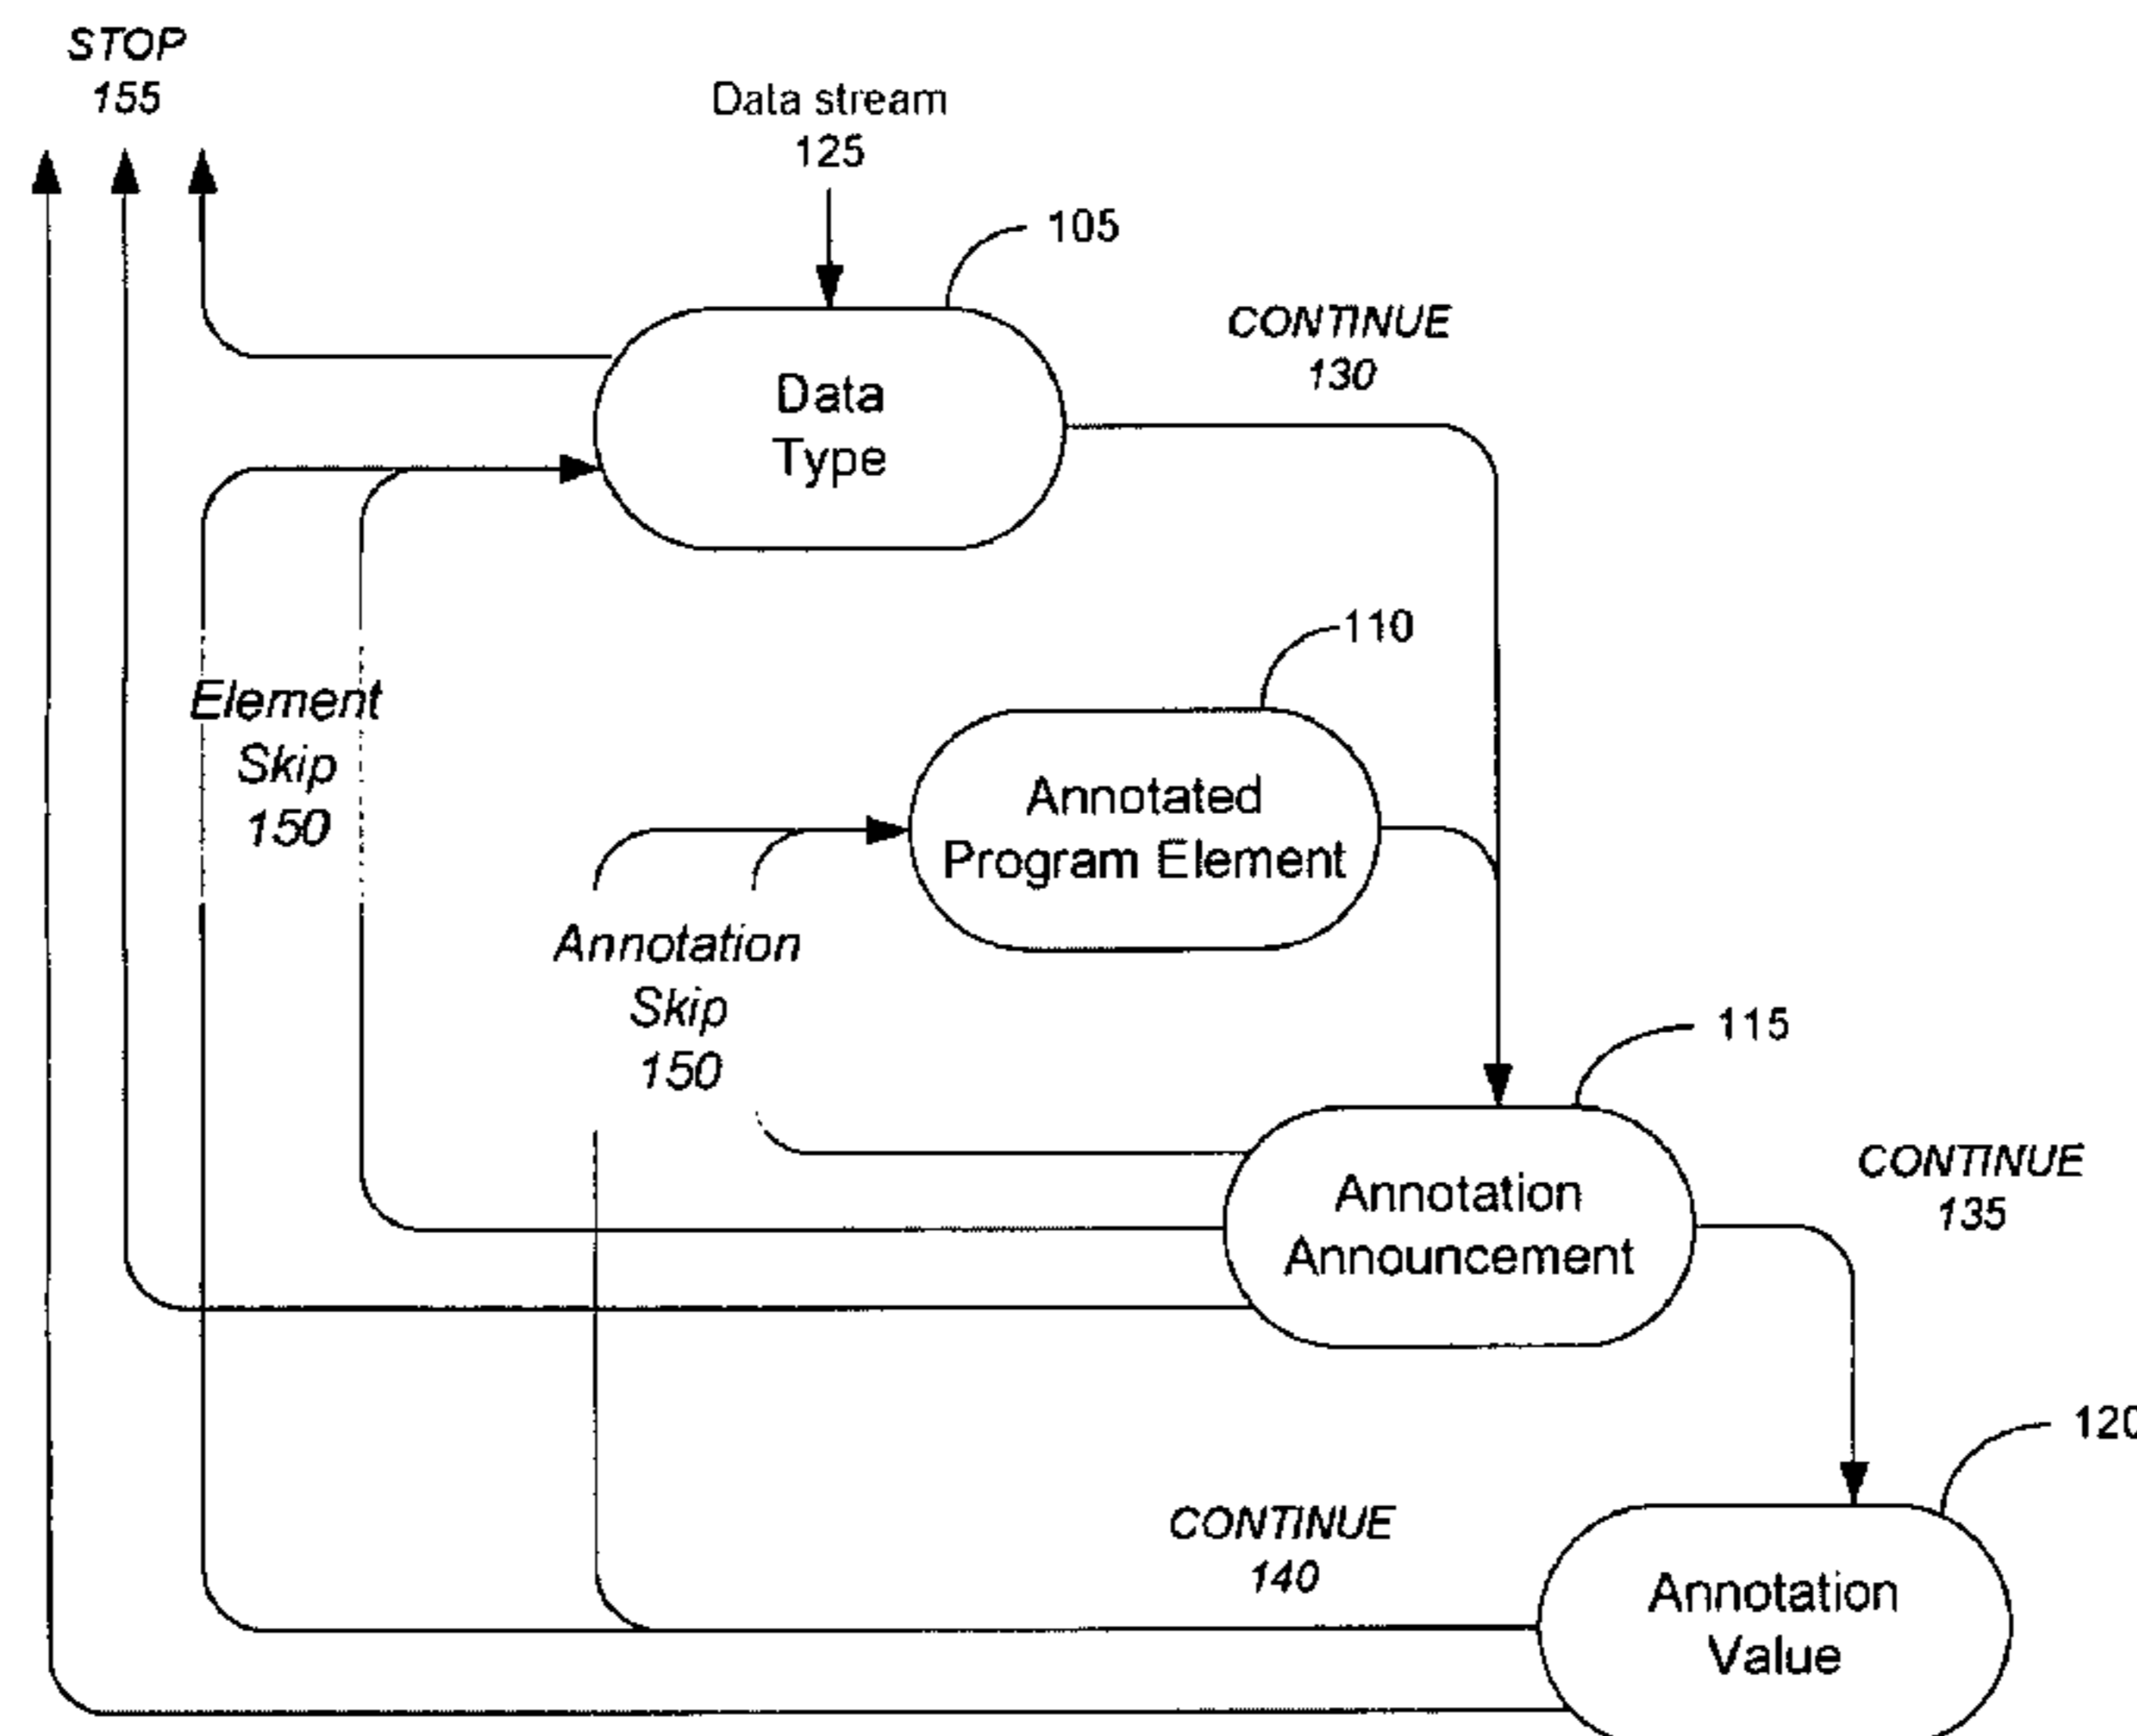 STOP
155
Data stream
125
105
CONTINUE
130
Data
Type
110
Element
Skip
150
Annotated
Program Element
Annotation
Skip
150
115
CONTINUE
135
Annotation
Announcement
120
CONTINUE
140
Annotation
Value